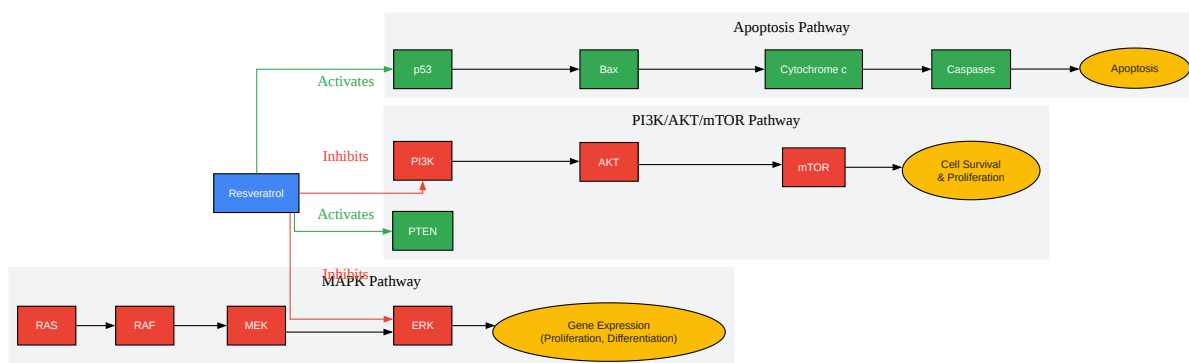 Apoptosis Pathway
p53
Bax
Cytochrome c
Caspases
Apoptosis
Activates
PI3K/AKT/mTOR Pathway
Inhibits
PI3K
AKT
mTOR
Cell Survival
& Proliferation
Resveratrol
Activates
PTEN
Inhibits
MAPK Pathway
RAS
RAF
MEK
ERK
Gene Expression
(Proliferation, Differentiation)